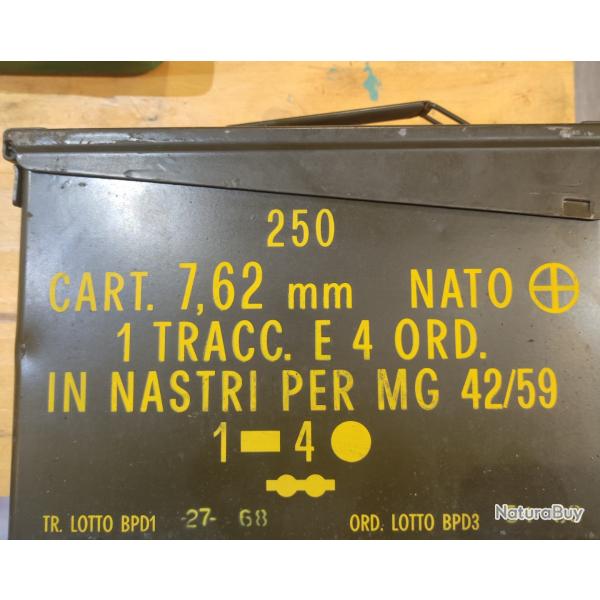 250
CART. 7,62 mm NATO
1 TRACC. E 4 ORD.
IN NASTRI PER MG 42/59
1 4
TR. LOTTO BPD1 -27- 68 ORD. LOTTO BPD3
NaturaBuy